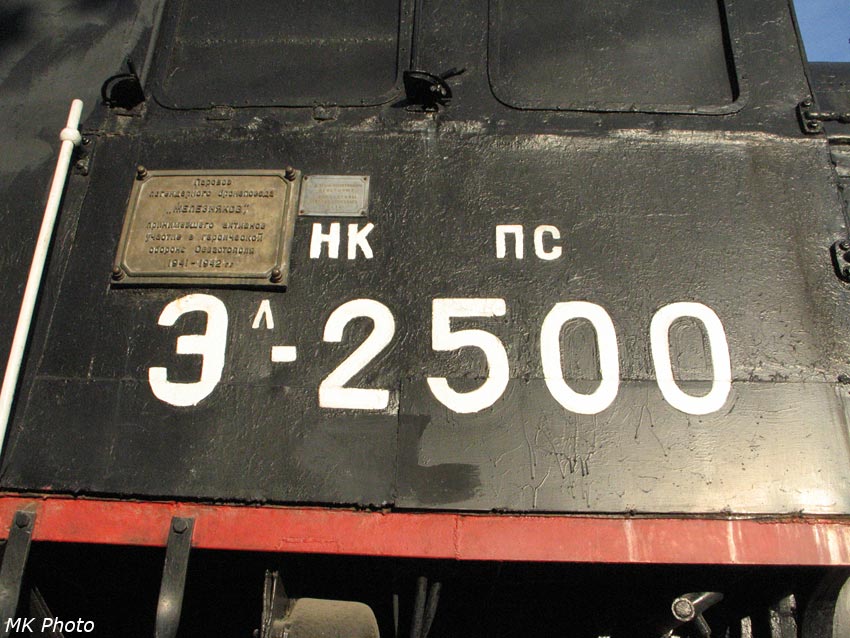 Паровоз
легендарного бронепоезда
„ЖЕЛЕЗНЯКОВ",
принимавшего активное
участие в героической
обороне Севастополя
1941-1942 гг.
НК ПС
Эл-2500
MK Photo